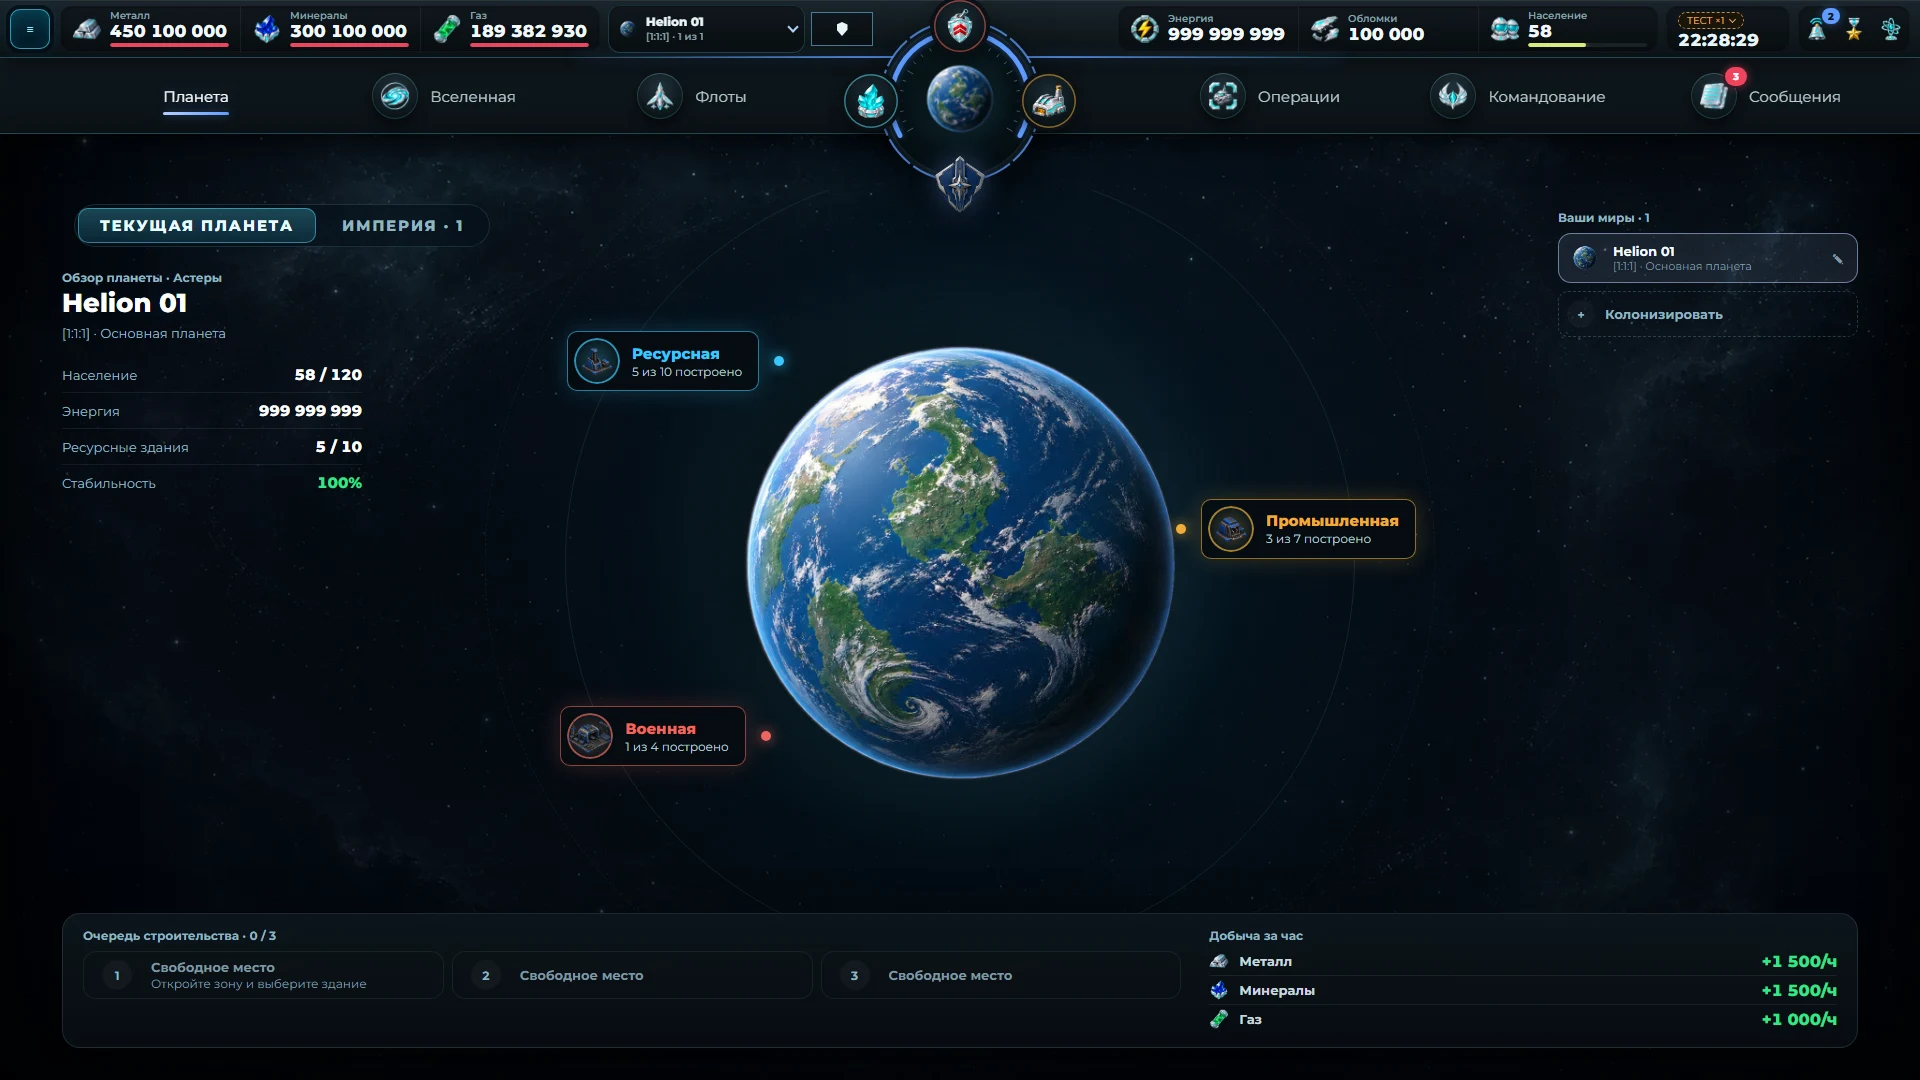 ≡
Металл
450 100 000
Минералы
300 100 000
Газ
189 382 930
Helion 01
[1:1:1] · 1 из 1
Энергия
999 999 999
Обломки
100 000
Население
58
ТЕСТ ×1
22:28:29
2
Планета
Вселенная
Флоты
Операции
Командование
3
Сообщения
ТЕКУЩАЯ ПЛАНЕТА
ИМПЕРИЯ · 1
Обзор планеты · Астеры
Helion 01
[1:1:1] · Основная планета
Население 58 / 120
Энергия 999 999 999
Ресурсные здания 5 / 10
Стабильность 100%
Ваши миры · 1
Helion 01
[1:1:1] · Основная планета
+ Колонизировать
Ресурсная
5 из 10 построено
Промышленная
3 из 7 построено
Военная
1 из 4 построено
Очередь строительства · 0 / 3
1 Свободное место
Откройте зону и выберите здание
2 Свободное место
3 Свободное место
Добыча за час
Металл +1 500/ч
Минералы +1 500/ч
Газ +1 000/ч